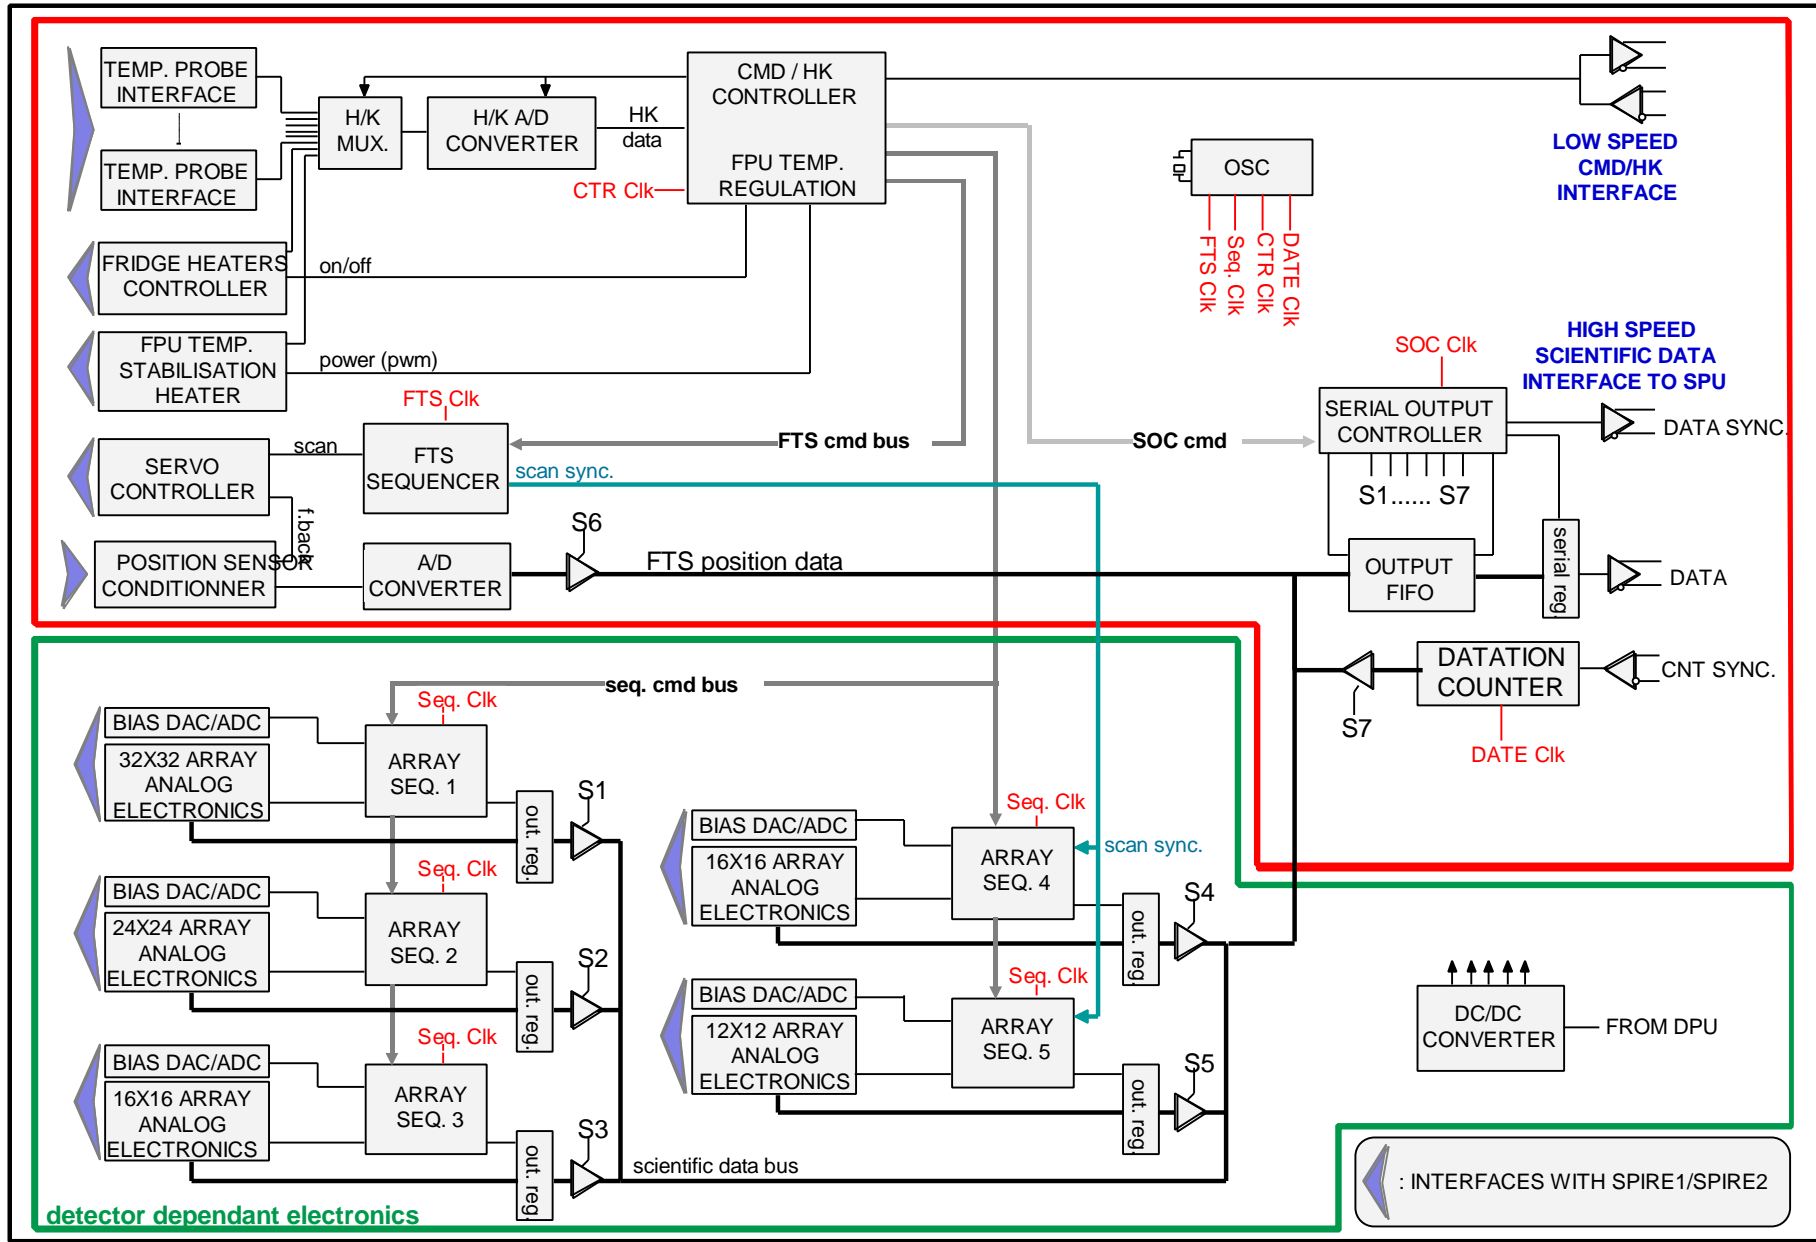 TEMP. PROBE
INTERFACE
TEMP. PROBE
INTERFACE
H/K
MUX.
H/K A/D
CONVERTER
HK
data
CMD / HK
CONTROLLER
FPU TEMP.
REGULATION
CTR Clk
OSC
FTS Clk
Seq. Clk
CTR Clk
DATE Clk
LOW SPEED
CMD/HK
INTERFACE
FRIDGE HEATERS
CONTROLLER
on/off
FPU TEMP.
STABILISATION
HEATER
power (pwm)
HIGH SPEED
SCIENTIFIC DATA
INTERFACE TO SPU
SOC Clk
SERIAL OUTPUT
CONTROLLER
S1...... S7
DATA SYNC.
FTS Clk
FTS
SEQUENCER
scan
SERVO
CONTROLLER
f.back
FTS cmd bus
SOC cmd
scan sync.
POSITION SENSOR
CONDITIONNER
A/D
CONVERTER
S6
FTS position data
OUTPUT
FIFO
serial reg.
DATA
DATATION
COUNTER
CNT SYNC.
S7
DATE Clk
seq. cmd bus
Seq. Clk
BIAS DAC/ADC
32X32 ARRAY
ANALOG
ELECTRONICS
ARRAY
SEQ. 1
out. reg.
S1
Seq. Clk
BIAS DAC/ADC
24X24 ARRAY
ANALOG
ELECTRONICS
ARRAY
SEQ. 2
out. reg.
S2
Seq. Clk
BIAS DAC/ADC
16X16 ARRAY
ANALOG
ELECTRONICS
ARRAY
SEQ. 3
out. reg.
S3
Seq. Clk
BIAS DAC/ADC
16X16 ARRAY
ANALOG
ELECTRONICS
ARRAY
SEQ. 4
scan sync.
out. reg.
S4
Seq. Clk
BIAS DAC/ADC
12X12 ARRAY
ANALOG
ELECTRONICS
ARRAY
SEQ. 5
out. reg.
S5
scientific data bus
DC/DC
CONVERTER
FROM DPU
: INTERFACES WITH SPIRE1/SPIRE2
detector dependant electronics